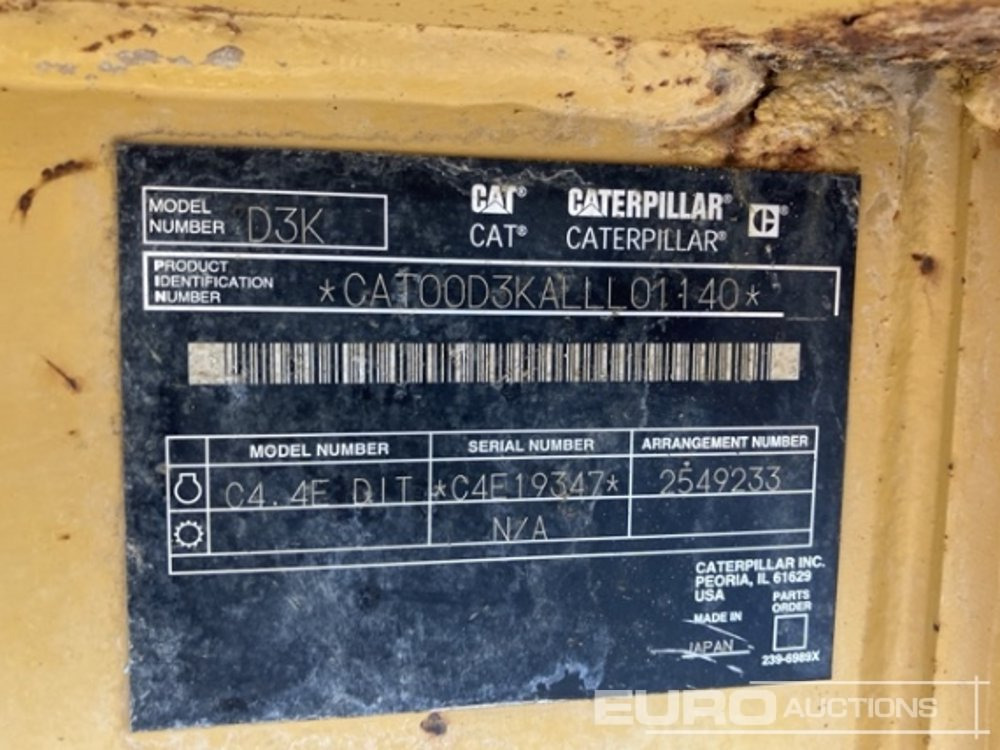 MODEL NUMBER D3K
CAT® CATERPILLAR® C®
CAT® CATERPILLAR®
PRODUCT IDENTIFICATION NUMBER *CAT00D3KALLL01140*
MODEL NUMBER SERIAL NUMBER ARRANGEMENT NUMBER
C4.4E DIT *C4E19347* 2549233
N/A
CATERPILLAR INC.
PEORIA, IL 61629
USA
PARTS ORDER
MADE IN
JAPAN
239-6989X
EURO AUCTIONS